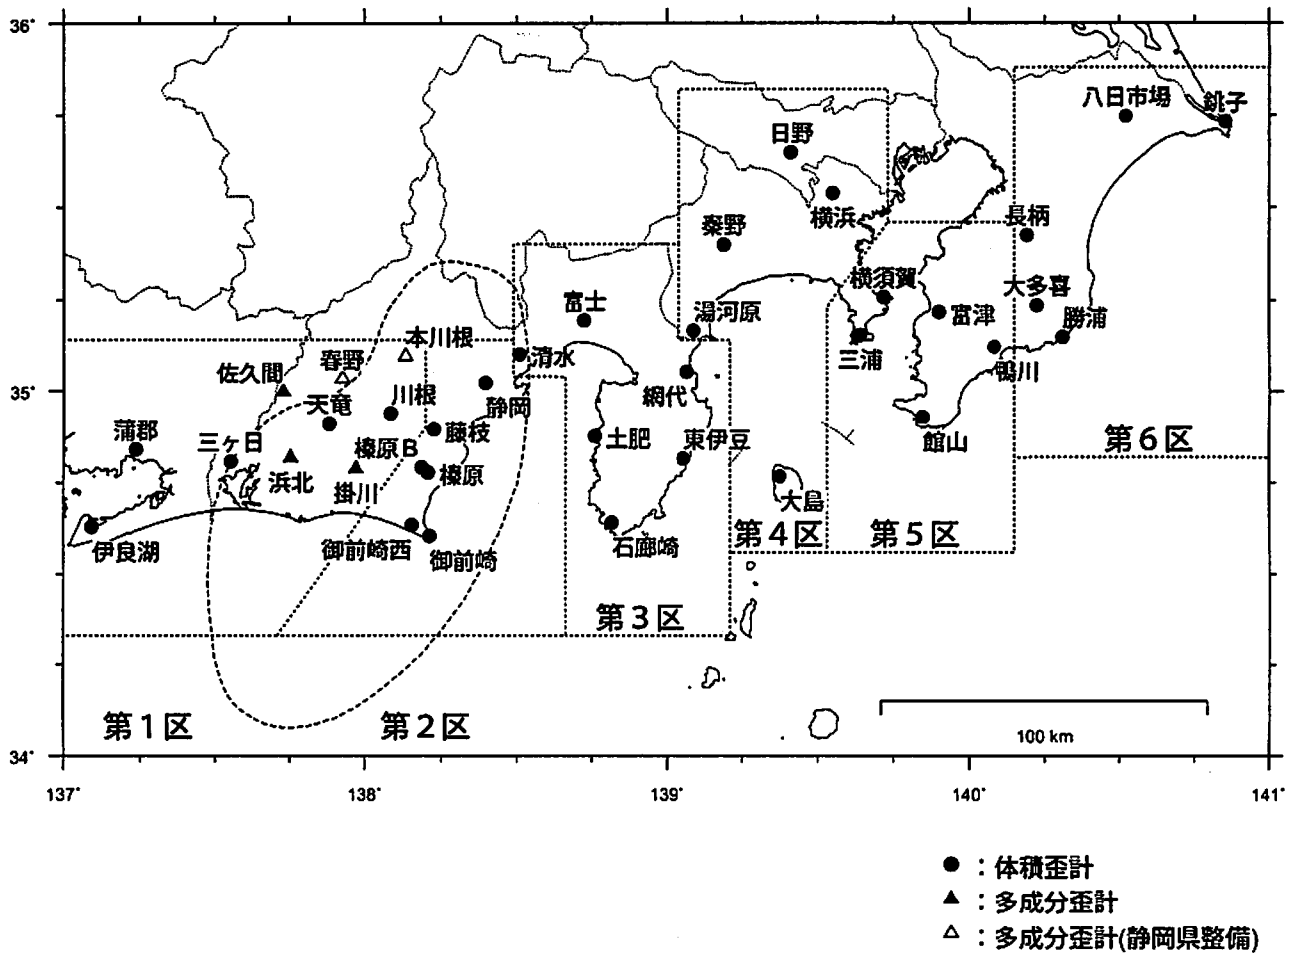 36°
八日市場
銚子
日野
横浜
長柄
秦野
横須賀
大多喜
富士
湯河原
富津
勝浦
本川根
清水
三浦
鴨川
佐久間
春野
川根
静岡
網代
35°
天竜
蒲郡
三ヶ日
藤枝
土肥
東伊豆
館山
第6区
榛原B
榛原
浜北
掛川
大島
伊良湖
御前崎西
御前崎
石廊崎
第4区
第5区
第3区
第1区
第2区
100 km
34°
137°
138°
139°
140°
141°
●：体積歪計
▲：多成分歪計
△：多成分歪計(静岡県整備)